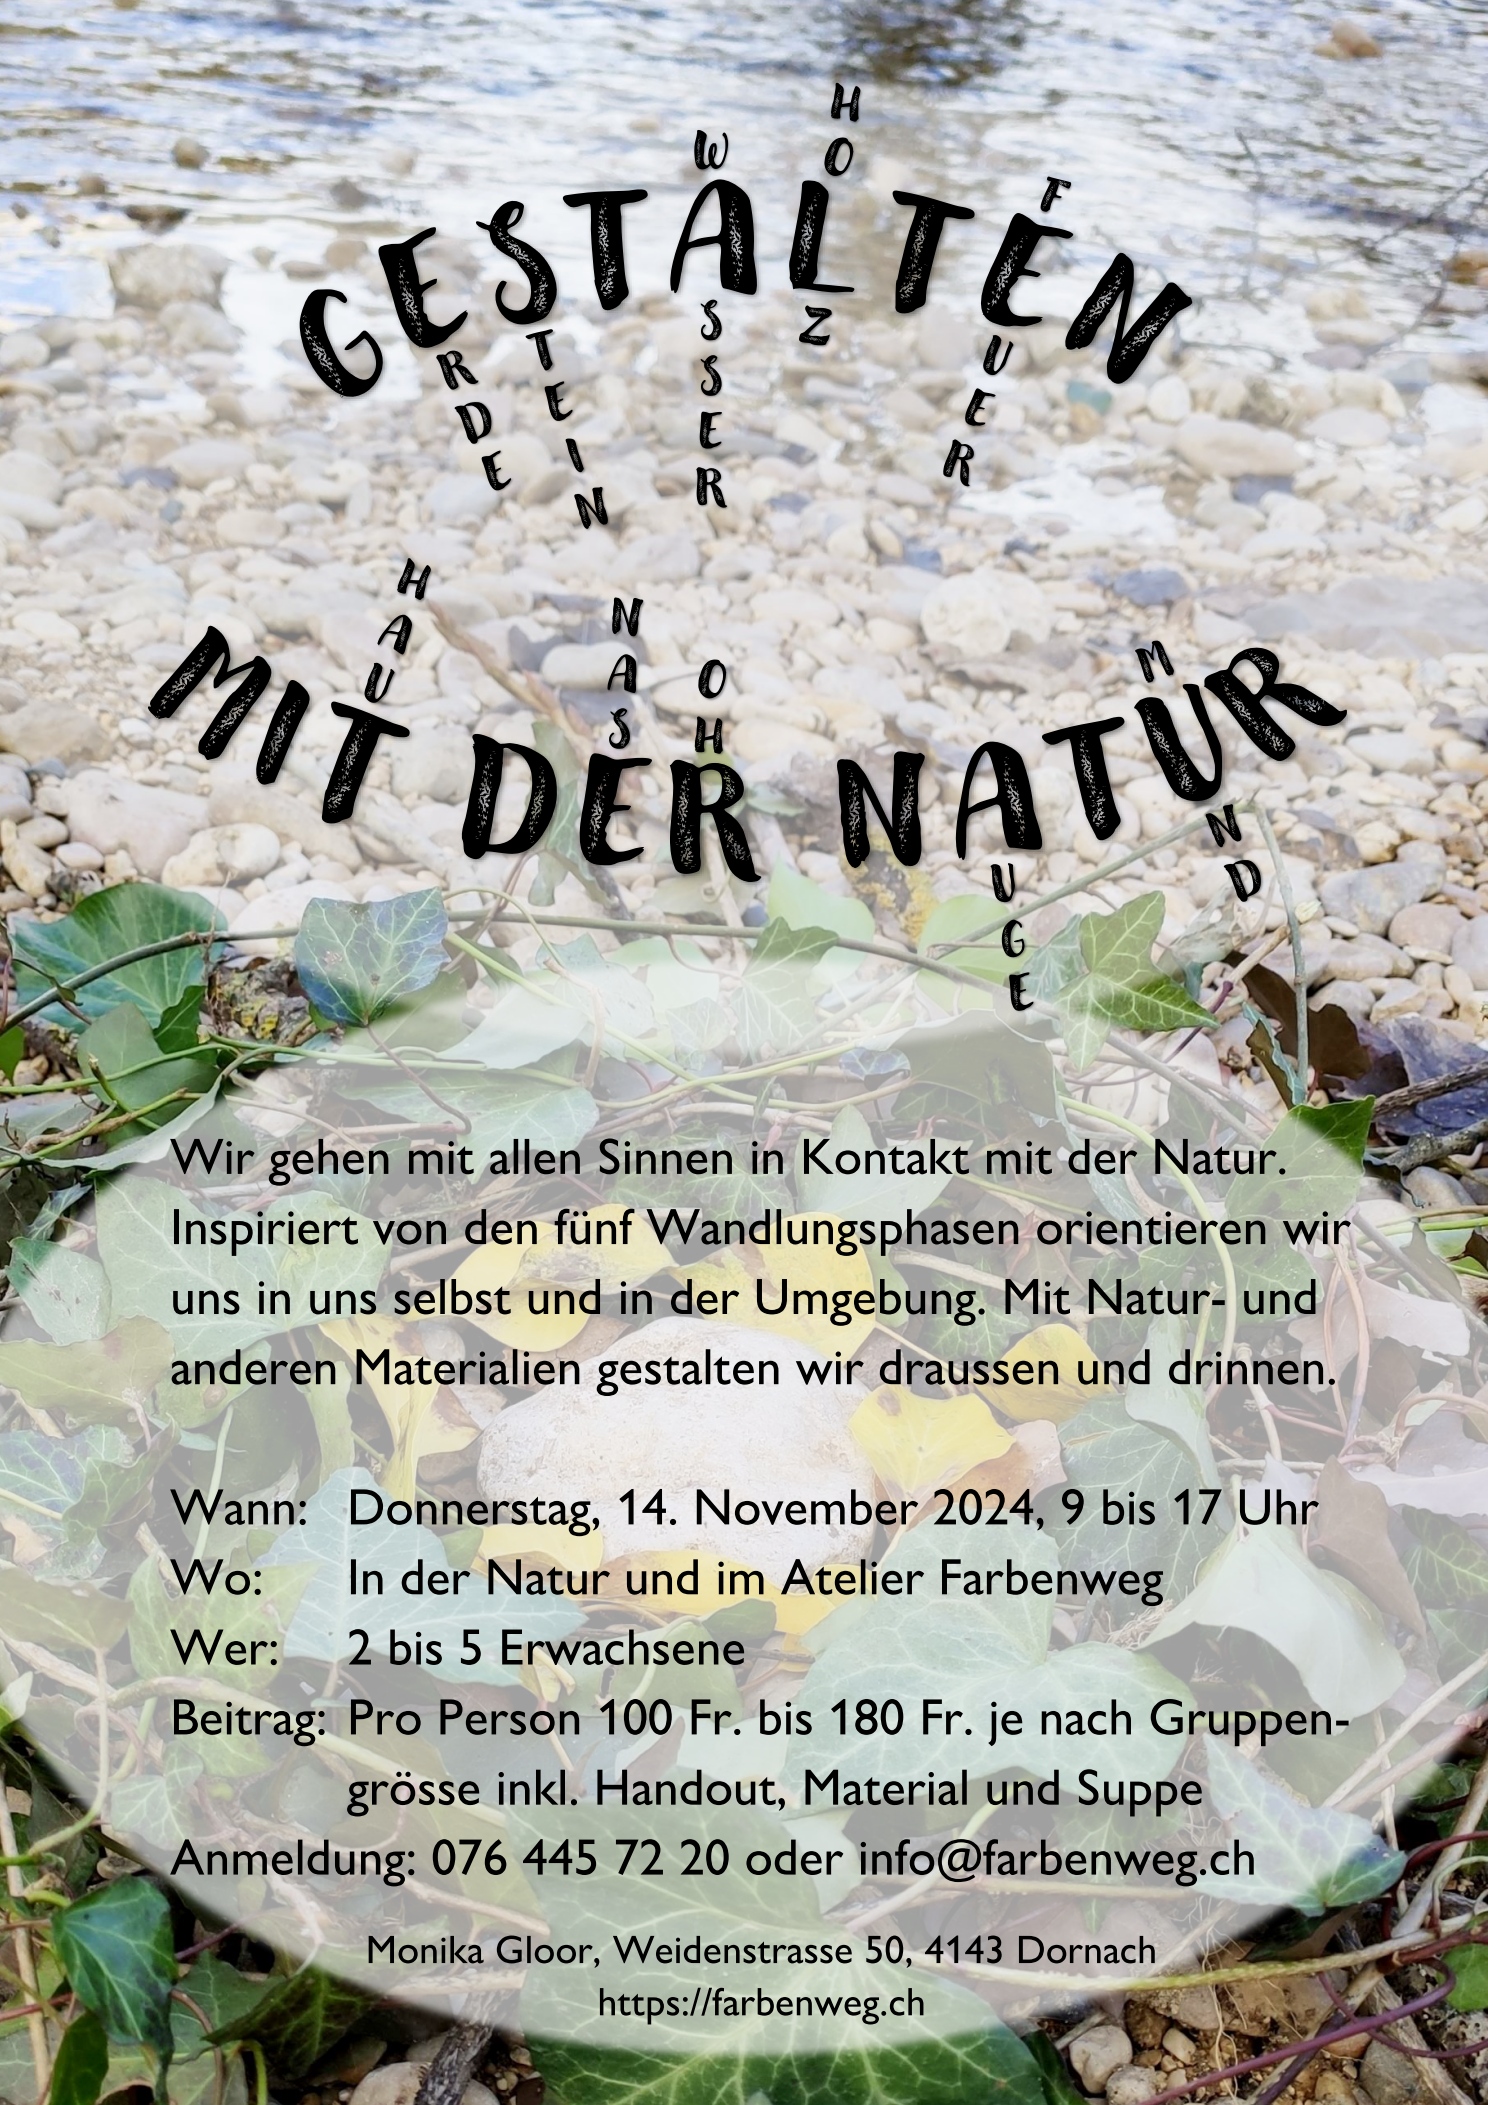 GESTALTEN
ERDE
STEIN
WASSER
HOLZ
FEUER
MIT DER NATUR
HAUT
NASE
OHR
AUGE
MUND
Wir gehen mit allen Sinnen in Kontakt mit der Natur.
Inspiriert von den fünf Wandlungsphasen orientieren wir
uns in uns selbst und in der Umgebung. Mit Natur- und
anderen Materialien gestalten wir draussen und drinnen.
Wann: Donnerstag, 14. November 2024, 9 bis 17 Uhr
Wo: In der Natur und im Atelier Farbenweg
Wer: 2 bis 5 Erwachsene
Beitrag: Pro Person 100 Fr. bis 180 Fr. je nach Gruppen-
grösse inkl. Handout, Material und Suppe
Anmeldung: 076 445 72 20 oder info@farbenweg.ch
Monika Gloor, Weidenstrasse 50, 4143 Dornach
https://farbenweg.ch